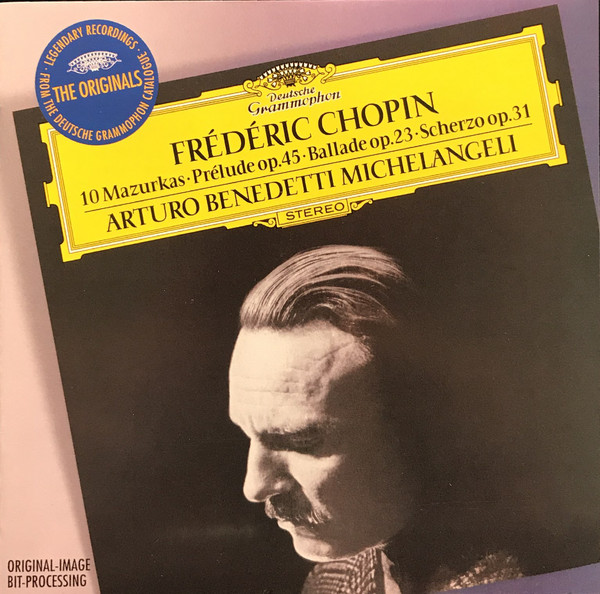 LEGENDARY RECORDINGS
THE ORIGINALS
FROM THE DEUTSCHE GRAMMOPHON CATALOGUE
Deutsche
Grammophon
FRÉDÉRIC CHOPIN
10 Mazurkas·Prélude op.45·Ballade op.23·Scherzo op.31
ARTURO BENEDETTI MICHELANGELI
STEREO
ORIGINAL-IMAGE
BIT-PROCESSING